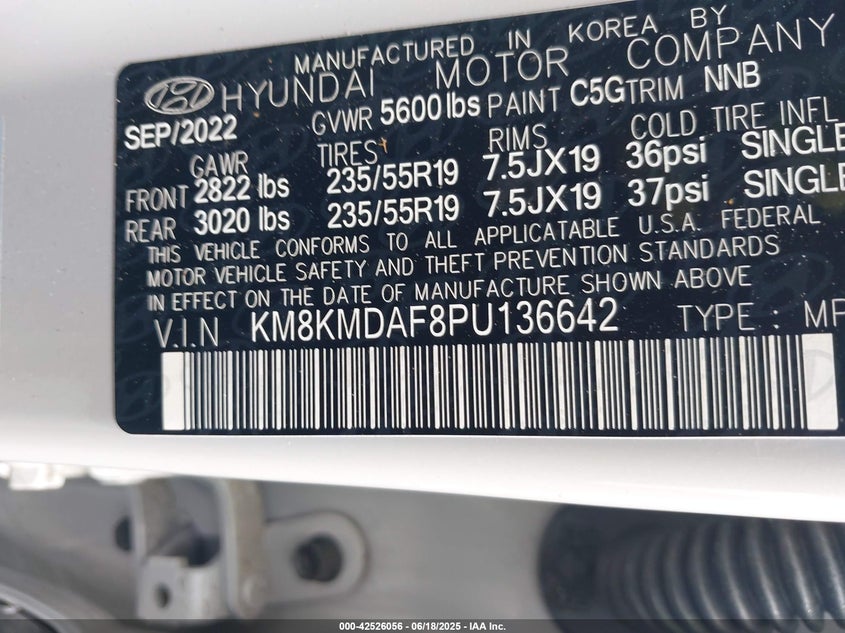 MANUFACTURED IN KOREA BY
HYUNDAI MOTOR COMPANY
SEP/2022 GVWR 5600 lbs PAINT C5G TRIM NNB
GAWR TIRES RIMS COLD TIRE INFL
FRONT 2822 lbs 235/55R19 7.5JX19 36psi SINGLE
REAR 3020 lbs 235/55R19 7.5JX19 37psi SINGLE
THIS VEHICLE CONFORMS TO ALL APPLICATABLE U.S.A. FEDERAL
MOTOR VEHICLE SAFETY AND THEFT PREVENTION STANDARDS
IN EFFECT ON THE DATE OF MANUFACTURE SHOWN ABOVE
V.I.N KM8KMDAF8PU136642 TYPE : MP
000-42526056 - 06/18/2025 - IAA Inc.